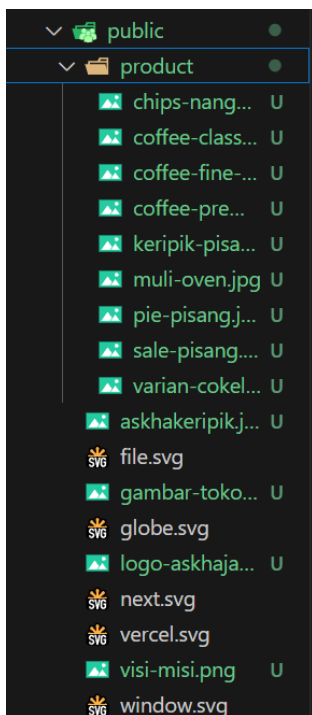 public
product
chips-nang... U
coffee-class... U
coffee-fine-... U
coffee-pre... U
keripik-pisa... U
muli-oven.jpg U
pie-pisang.j... U
sale-pisang.... U
varian-cokel... U
askhakeripik.j... U
SVG file.svg
gambar-toko... U
SVG globe.svg
logo-askhaja... U
SVG next.svg
SVG vercel.svg
visi-misi.png U
SVG window.svg